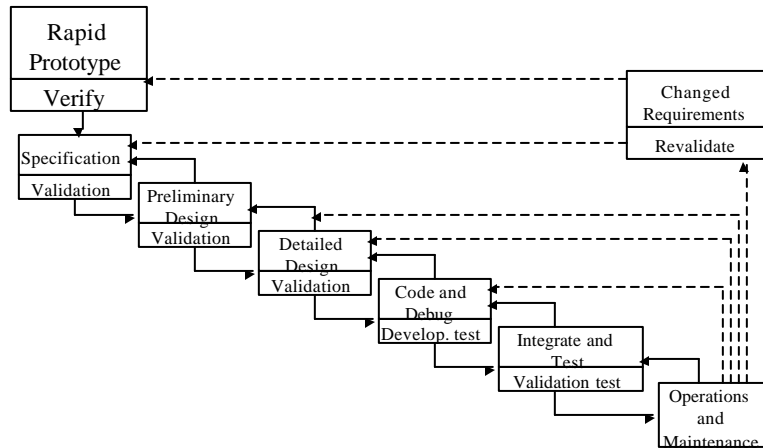 Rapid
Prototype
Verify
Changed
Requirements
Revalidate
Specification
Validation
Preliminary
Design
Validation
Detailed
Design
Validation
Code and
Debug
Develop. test
Integrate and
Test
Validation test
Operations
and
Maintenance